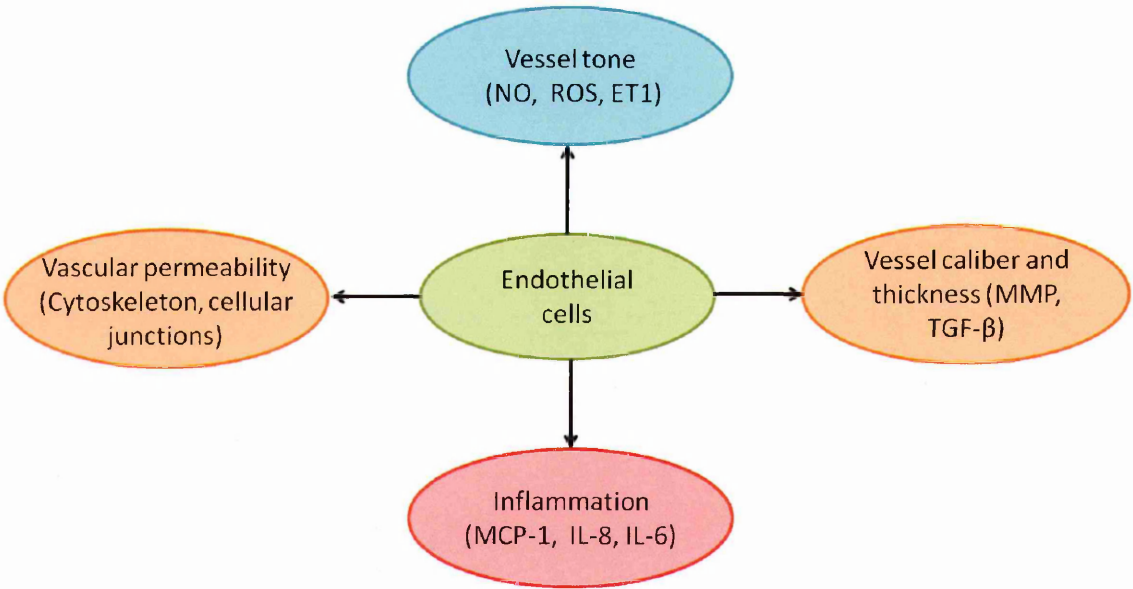 Vessel tone
(NO, ROS, ET1)
Vascular permeability
(Cytoskeleton, cellular
junctions)
Endothelial
cells
Vessel caliber and
thickness (MMP,
TGF-β)
Inflammation
(MCP-1, IL-8, IL-6)